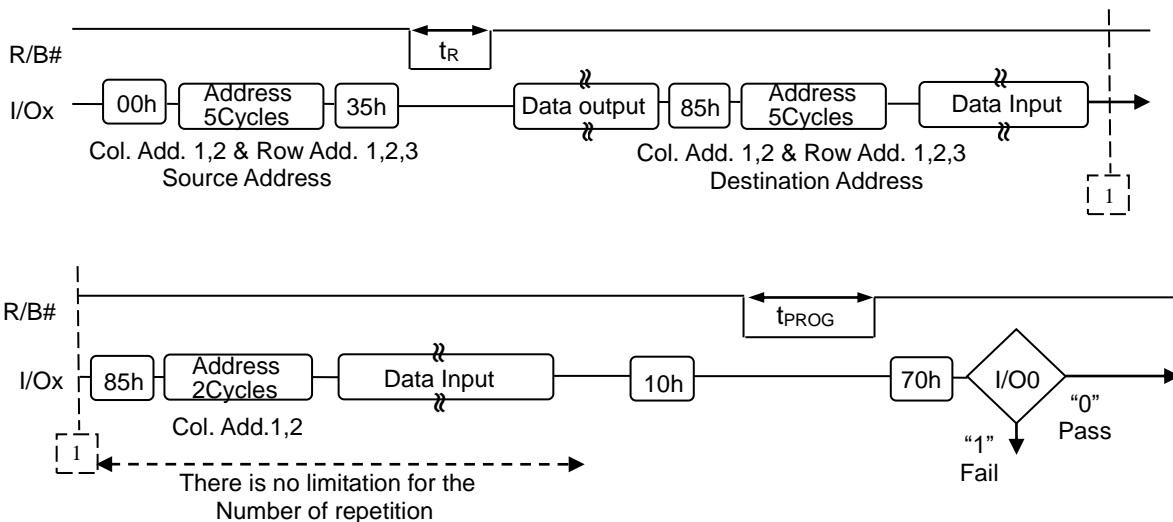 R/B#
tR
I/Ox
00h
Address
5Cycles
35h
Data output
85h
Address
5Cycles
Data Input
Col. Add. 1,2 & Row Add. 1,2,3
Source Address
Col. Add. 1,2 & Row Add. 1,2,3
Destination Address
1
R/B#
tPROG
I/Ox
85h
Address
2Cycles
Data Input
10h
70h
I/O0
“0”
Pass
Col. Add.1,2
“1”
Fail
1
There is no limitation for the
Number of repetition